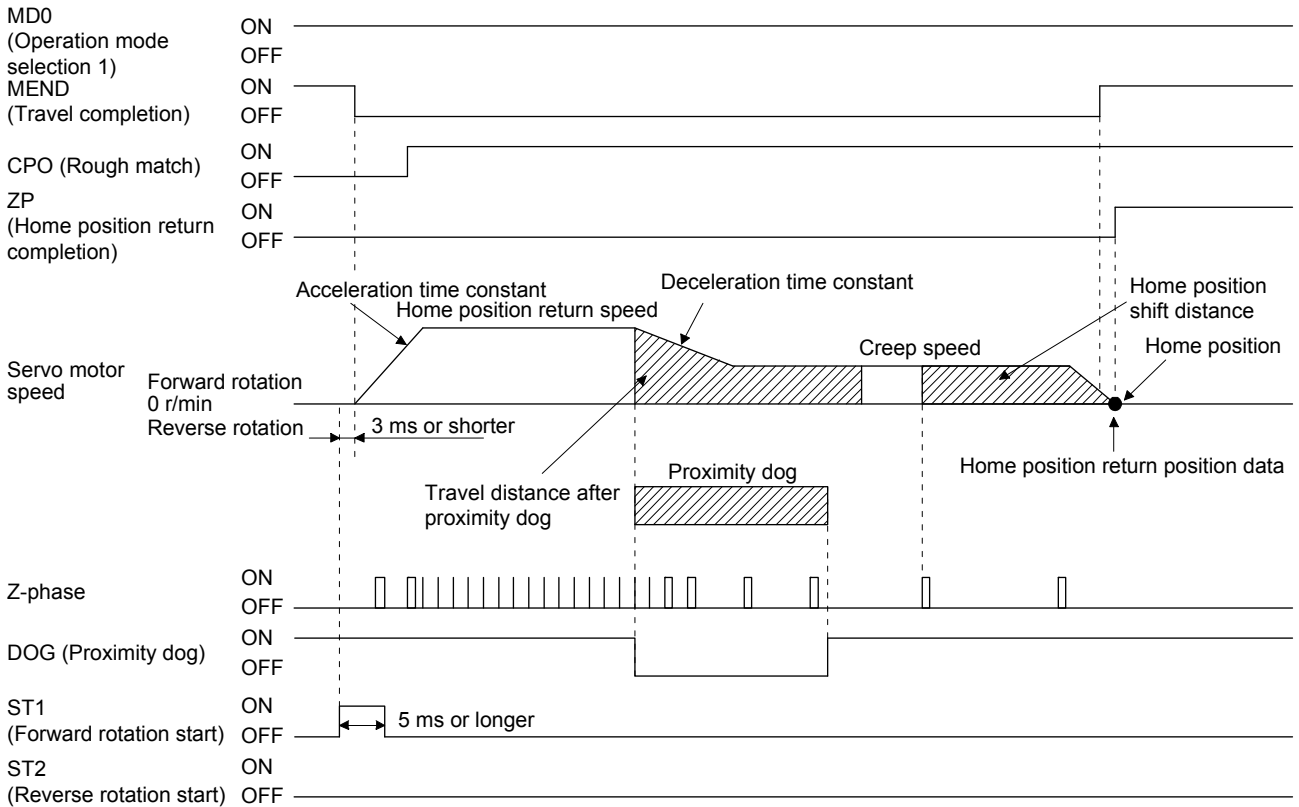 MD0
(Operation mode
selection 1)
ON
OFF
MEND
(Travel completion)
ON
OFF
CPO (Rough match)
ON
OFF
ZP
(Home position return
completion)
ON
OFF
Acceleration time constant
Home position return speed
Deceleration time constant
Creep speed
Home position
shift distance
Home position
Servo motor
speed
Forward rotation
0 r/min
Reverse rotation
3 ms or shorter
Travel distance after
proximity dog
Proximity dog
Home position return position data
Z-phase
ON
OFF
DOG (Proximity dog)
ON
OFF
ST1
(Forward rotation start)
ON
OFF
5 ms or longer
ST2
(Reverse rotation start)
ON
OFF